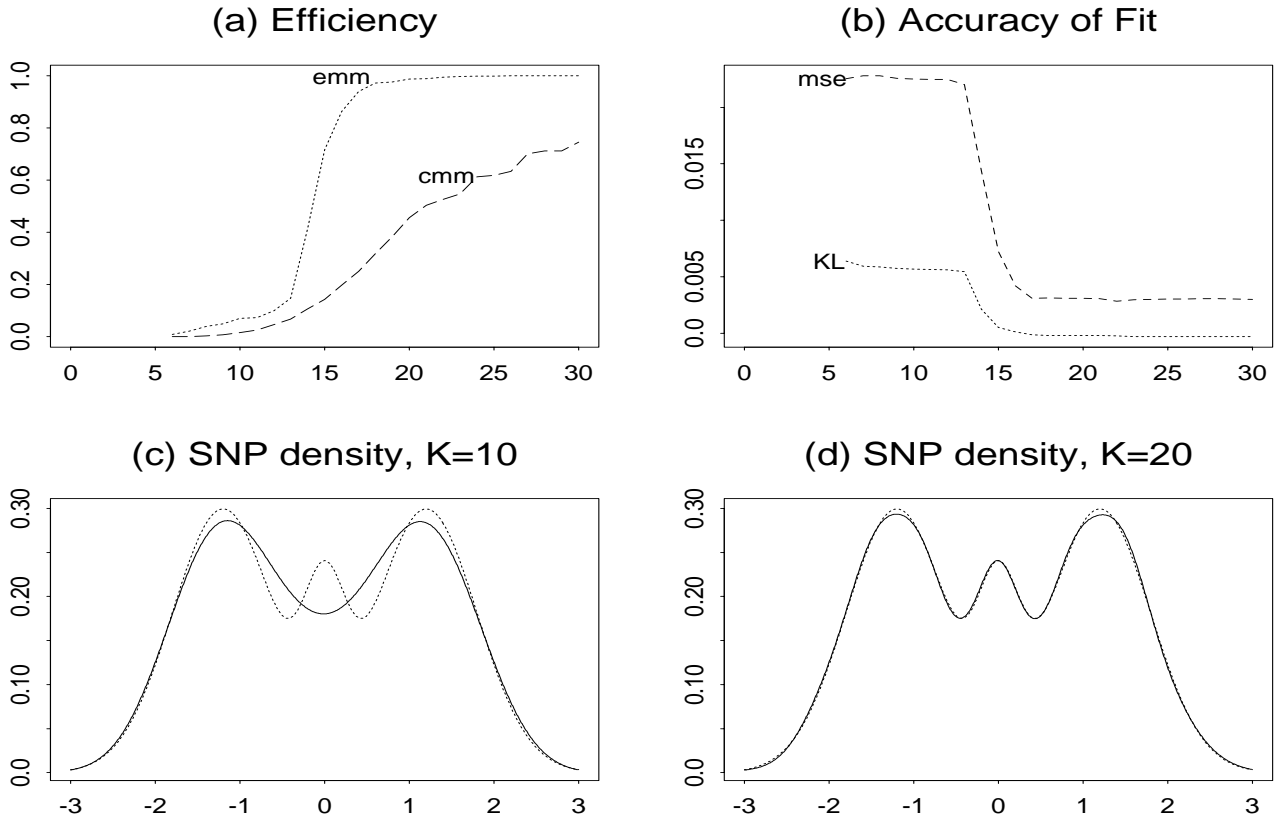 (a) Efficiency
(b) Accuracy of Fit
1.0
0.8
0.6
0.4
0.2
0.0
emm
cmm
0 5 10 15 20 25 30
0.015
0.005
0.0
mse
KL
0 5 10 15 20 25 30
(c) SNP density, K=10
(d) SNP density, K=20
0.30
0.20
0.10
0.0
-3 -2 -1 0 1 2 3
0.30
0.20
0.10
0.0
-3 -2 -1 0 1 2 3